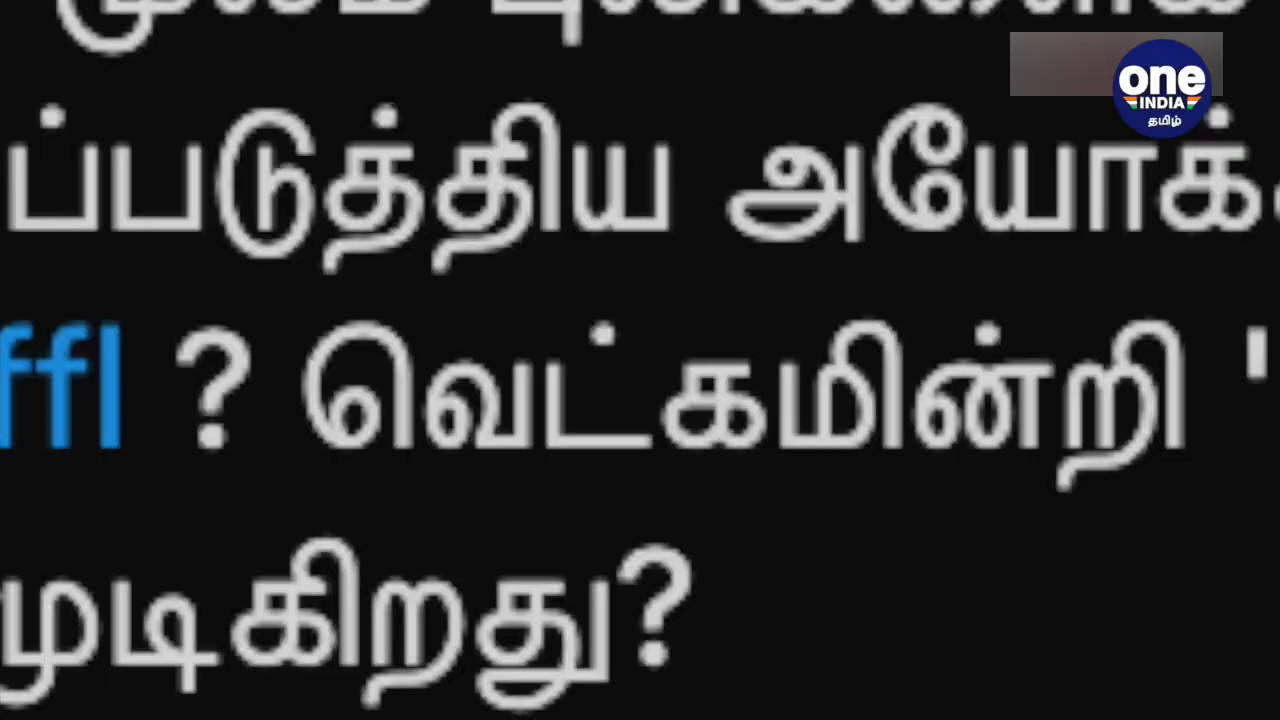 one
INDIA
தமிழ்
ப்படுத்திய அயோக்
ffl ? வெட்கமின்றி '
முடிகிறது?